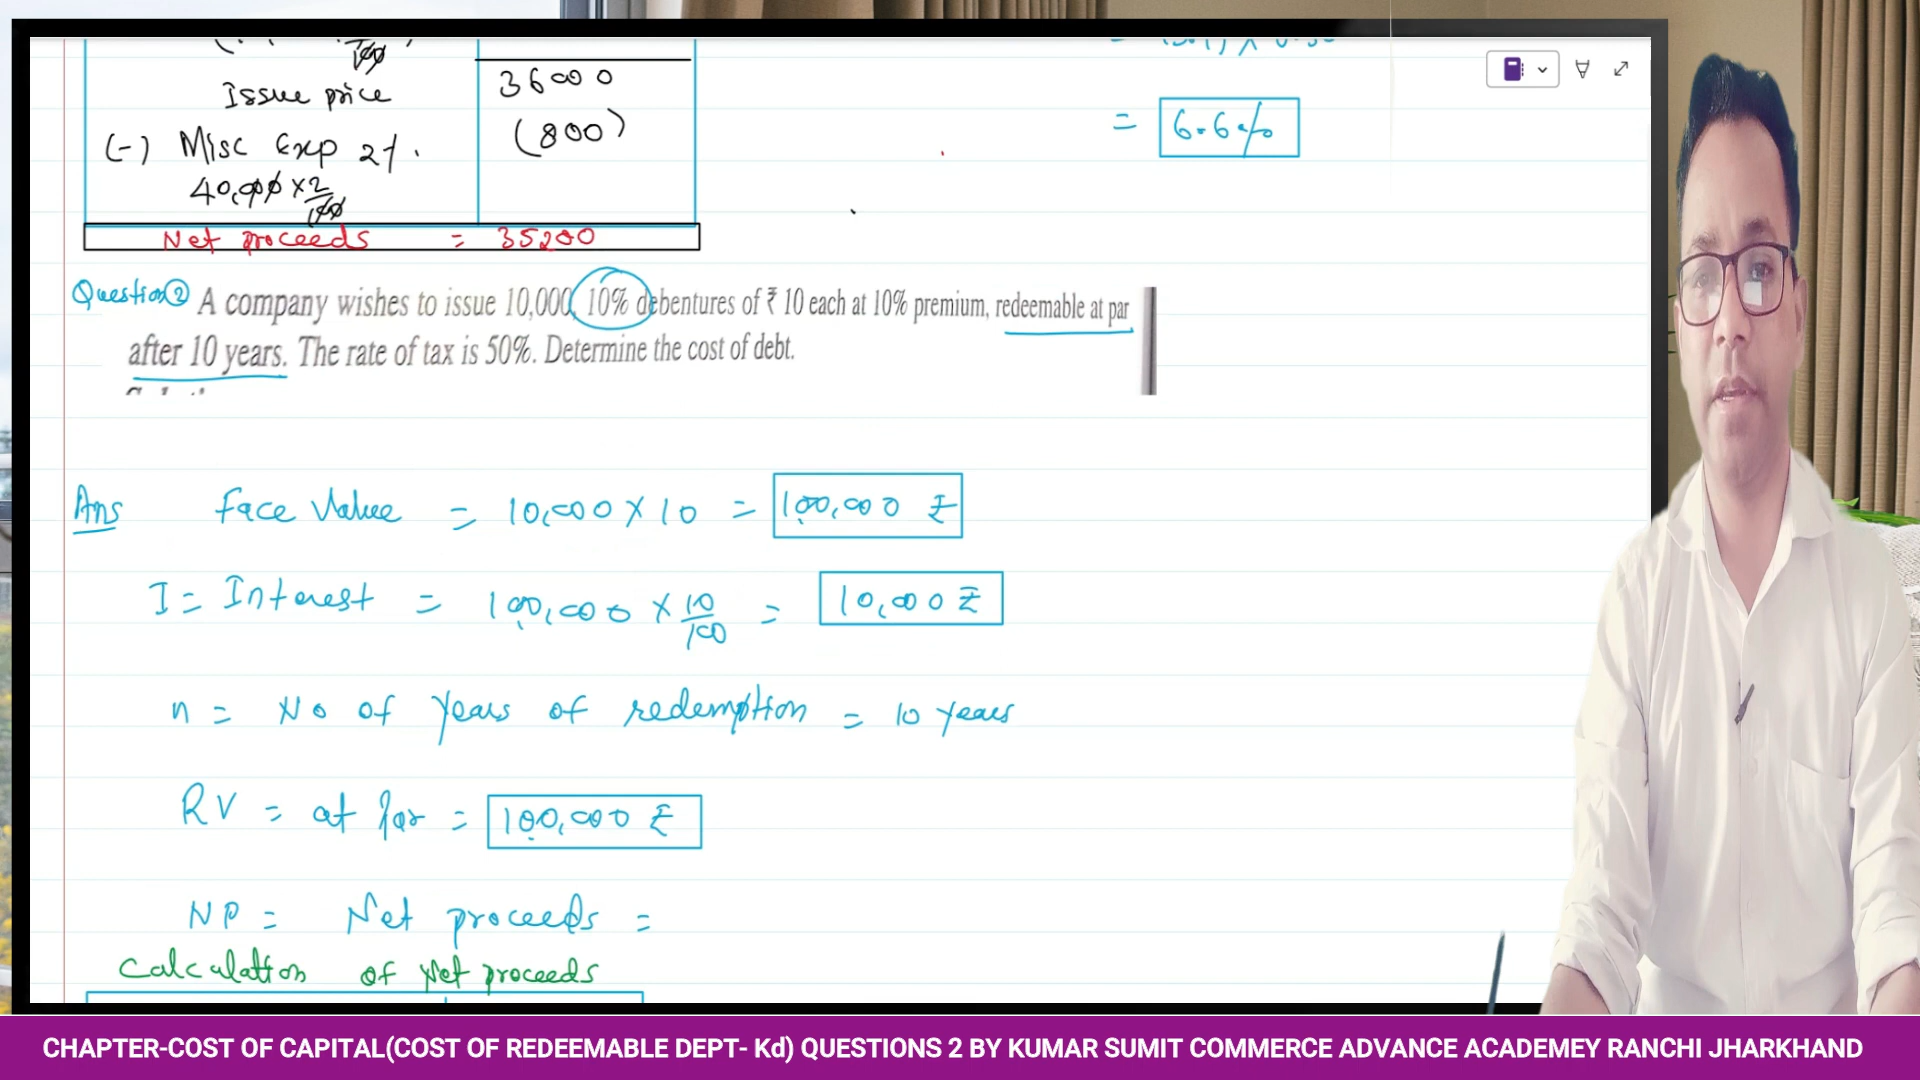 36000
Issue price
(-) Misc Exp 2%.
(800)
40,000 x 2/100
Net proceeds = 35200
= 6.6%
Question ② A company wishes to issue 10,000, 10% debentures of ₹ 10 each at 10% premium, redeemable at par
after 10 years. The rate of tax is 50%. Determine the cost of debt.
Ans Face Value = 10,000 X 10 = 100,000 ₹
I = Interest = 100,000 X 10/100 = 10,000 ₹
n = No of Years of redemption = 10 years
RV = at par = 100,000 ₹
NP = Net proceeds =
Calculation of Net proceeds
CHAPTER-COST OF CAPITAL(COST OF REDEEMABLE DEPT- Kd) QUESTIONS 2 BY KUMAR SUMIT COMMERCE ADVANCE ACADEMEY RANCHI JHARKHAND